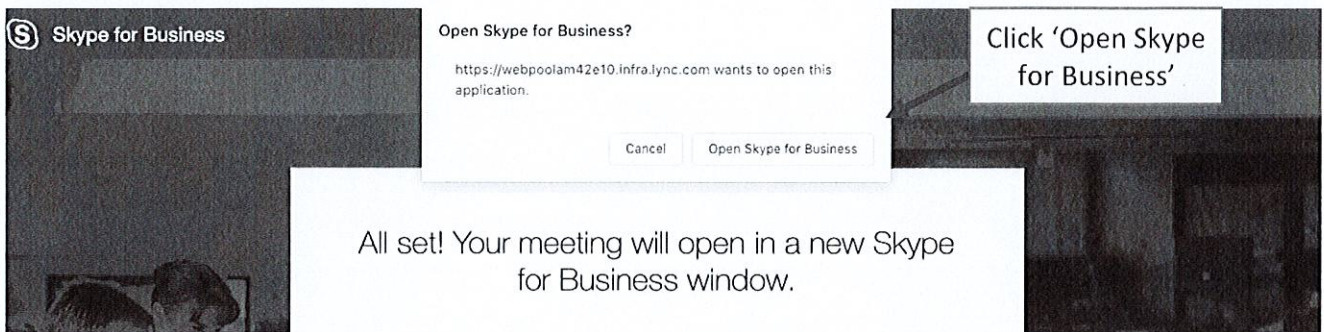 Skype for Business
Open Skype for Business?
https://webpoolam42e10.infra.lync.com wants to open this
application.
Cancel
Open Skype for Business
Click ‘Open Skype
for Business’
All set! Your meeting will open in a new Skype
for Business window.